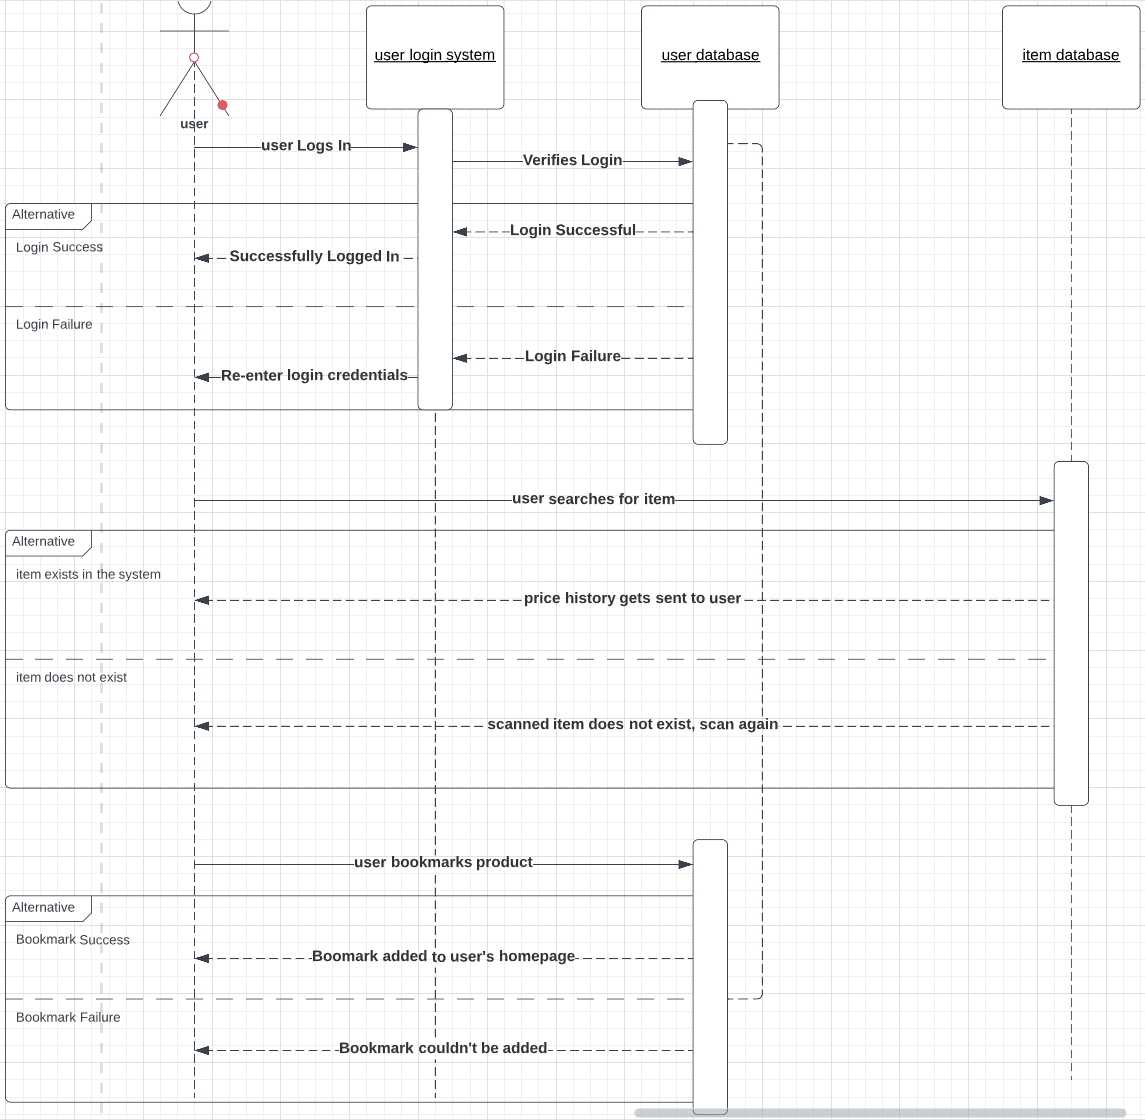 user login system
user database
item database
user
user Logs In
Verifies Login
Alternative
Login Successful
Login Success
Successfully Logged In
Login Failure
Login Failure
Re-enter login credentials
user searches for item
Alternative
item exists in the system
price history gets sent to user
item does not exist
scanned item does not exist, scan again
user bookmarks product
Alternative
Bookmark Success
Boomark added to user's homepage
Bookmark Failure
Bookmark couldn't be added